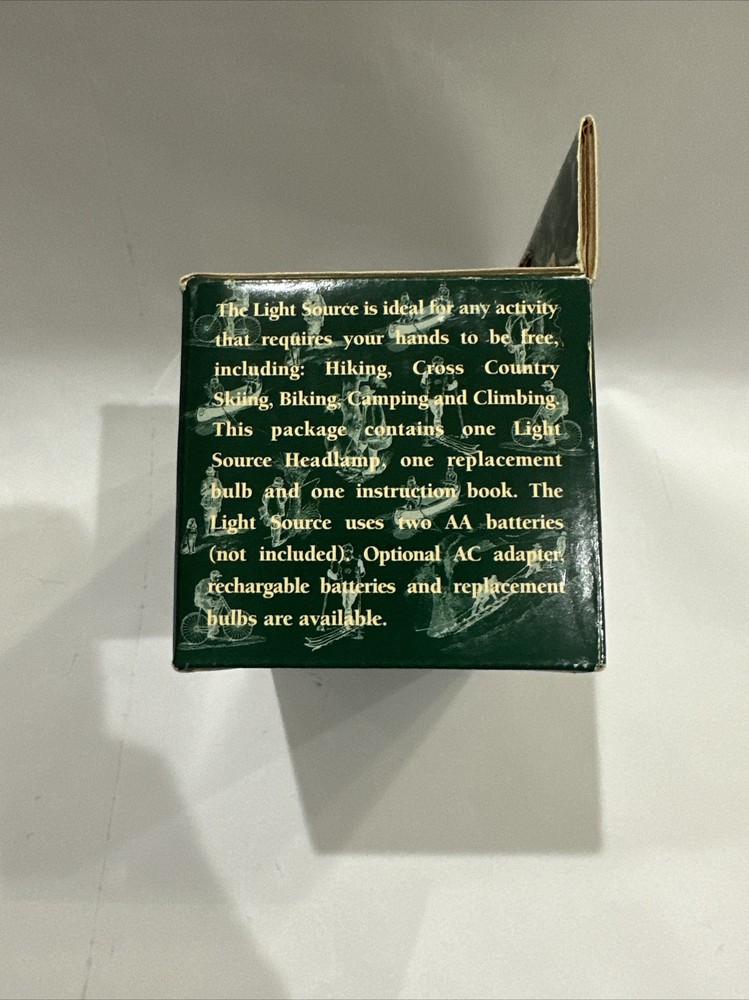 The Light Source is ideal for any activity
that requires your hands to be free,
including: Hiking, Cross Country
Skiing, Biking, Camping and Climbing.
This package contains one Light
Source Headlamp, one replacement
bulb and one instruction book. The
Light Source uses two AA batteries
(not included). Optional AC adapter,
rechargable batteries and replacement
bulbs are available.